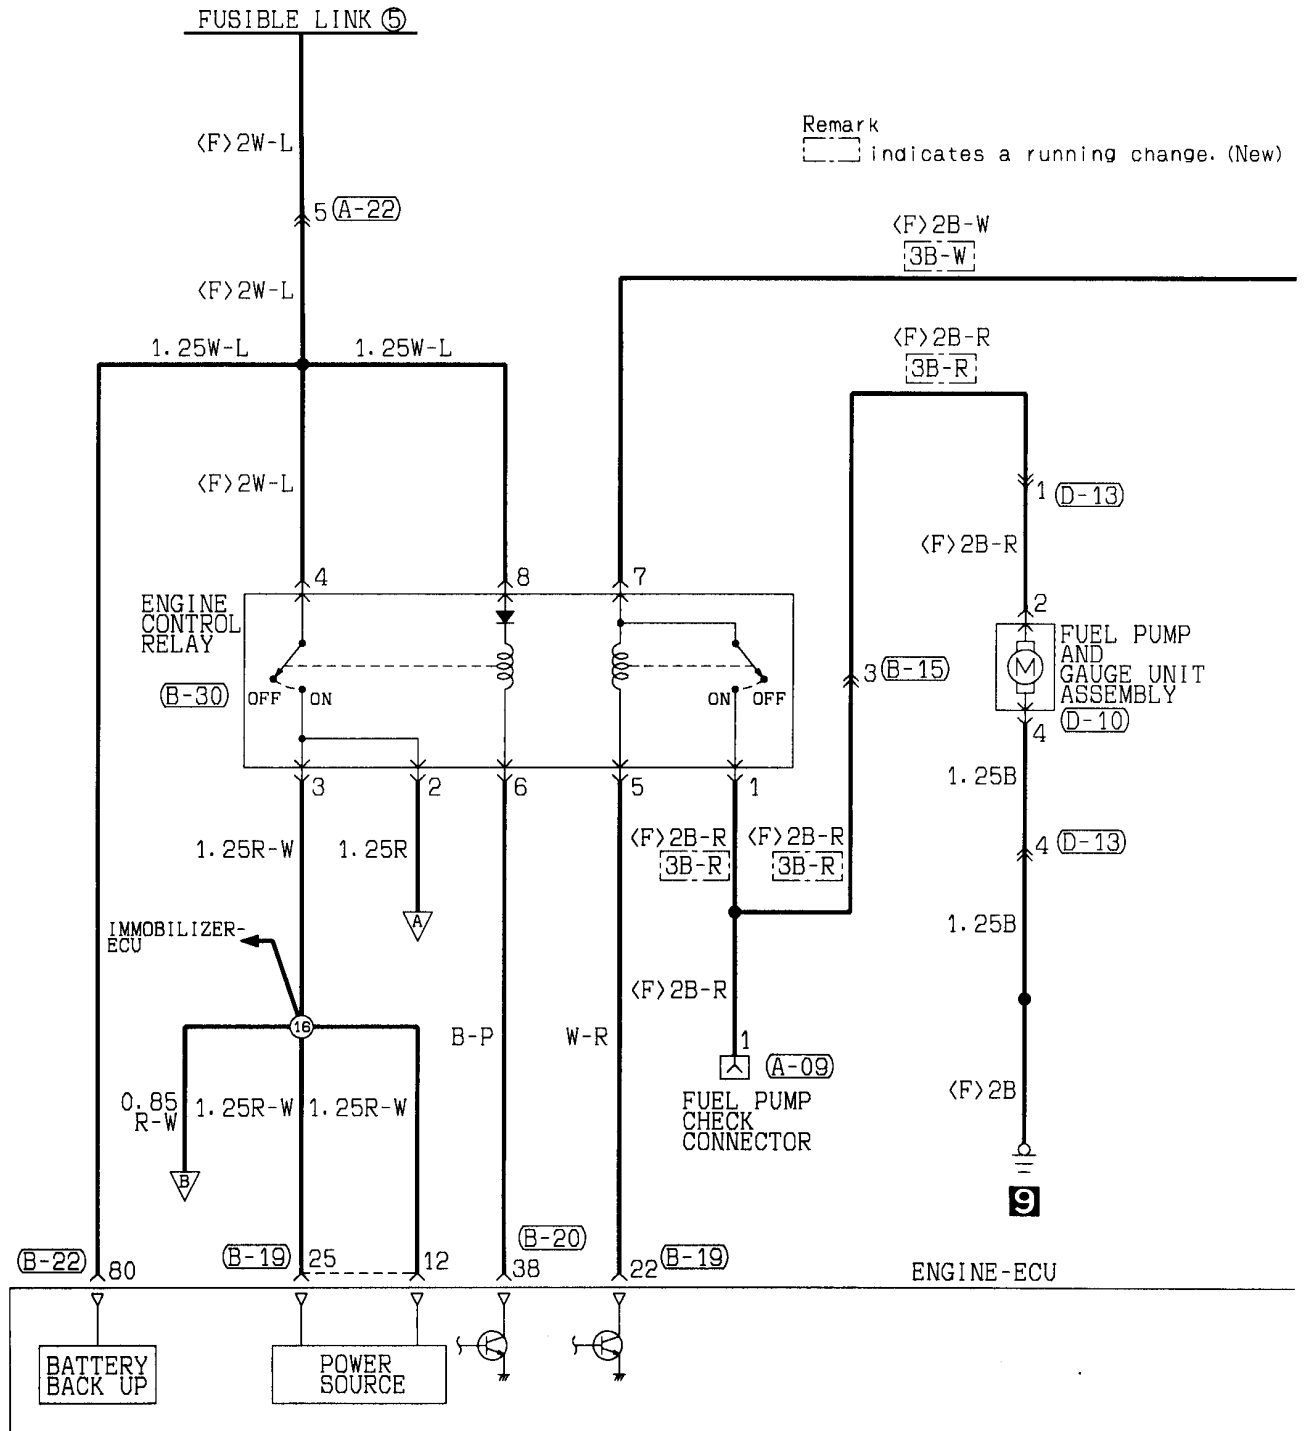 FUSIBLE LINK ⑤
<F>2W-L
Remark
indicates a running change. (New)
5 (A-22)
<F>2B-W
3B-W
<F>2W-L
1.25W-L
1.25W-L
<F>2B-R
3B-R
<F>2W-L
1 (D-13)
<F>2B-R
4
8
7
2
ENGINE
CONTROL
RELAY
(B-30)
OFF
ON
ON
OFF
3 (B-15)
M
FUEL PUMP
AND
GAUGE UNIT
ASSEMBLY
(D-10)
4
3
2
6
5
1
1.25B
1.25R-W
1.25R
<F>2B-R
3B-R
<F>2B-R
3B-R
4 (D-13)
A
1.25B
IMMOBILIZER-
ECU
<F>2B-R
16
B-P
W-R
1
(A-09)
FUEL PUMP
CHECK
CONNECTOR
0.85
R-W
1.25R-W
1.25R-W
<F>2B
B
9
(B-22)
80
(B-19)
25
12
(B-20)
38
22
(B-19)
ENGINE-ECU
BATTERY
BACK UP
POWER
SOURCE